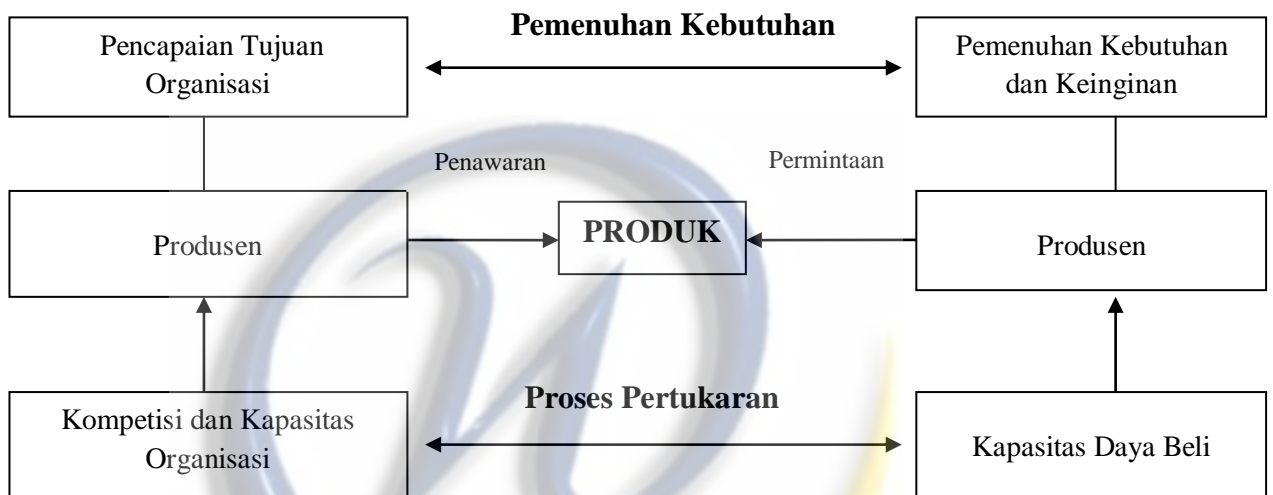 Pemenuhan Kebutuhan
Pencapaian Tujuan
Organisasi
Pemenuhan Kebutuhan
dan Keinginan
Penawaran
Permintaan
Produsen
PRODUK
Produsen
Proses Pertukaran
Kompetisi dan Kapasitas
Organisasi
Kapasitas Daya Beli